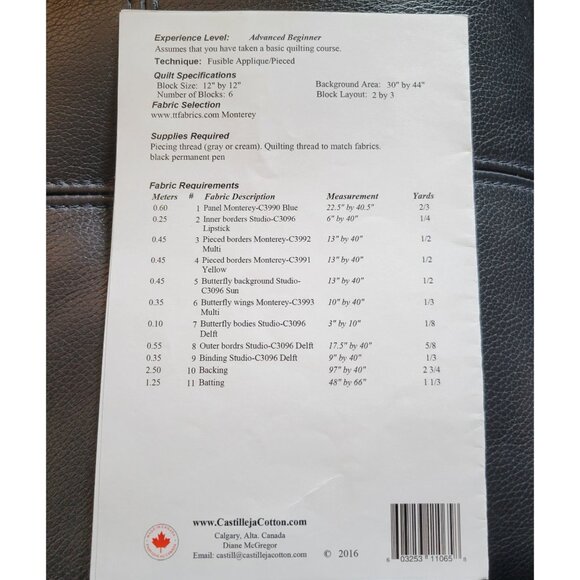 Experience Level: Advanced Beginner
Assumes that you have taken a basic quilting course.
Technique: Fusible Applique/Pieced
Quilt Specifications
Block Size: 12" by 12" Background Area: 30" by 44"
Number of Blocks: 6 Block Layout: 2 by 3
Fabric Selection
www.ttfabrics.com Monterey
Supplies Required
Piecing thread (gray or cream). Quilting thread to match fabrics.
black permanent pen
Fabric Requirements
Meters # Fabric Description Measurement Yards
0.60 1 Panel Monterey-C3990 Blue 22.5" by 40.5" 2/3
0.25 2 Inner borders Studio-C3096 6" by 40" 1/4
Lipstick
0.45 3 Pieced borders Monterey-C3992 13" by 40" 1/2
Multi
0.45 4 Pieced borders Monterey-C3991 13" by 40" 1/2
Yellow
0.45 5 Butterfly background Studio- 13" by 40" 1/2
C3096 Sun
0.35 6 Butterfly wings Monterey-C3993 10" by 40" 1/3
Multi
0.10 7 Butterfly bodies Studio-C3096 3" by 10" 1/8
Delft
0.55 8 Outer bordrs Studio-C3096 Delft 17.5" by 40" 5/8
0.35 9 Binding Studio-C3096 Delft 9" by 40" 1/3
2.50 10 Backing 97" by 40" 2 3/4
1.25 11 Batting 48" by 66" 1 1/3
www.CastillejaCotton.com
Calgary, Alta. Canada
Diane McGregor
Email: castill@castillejacotton.com © 2016
6 03253 11065 8